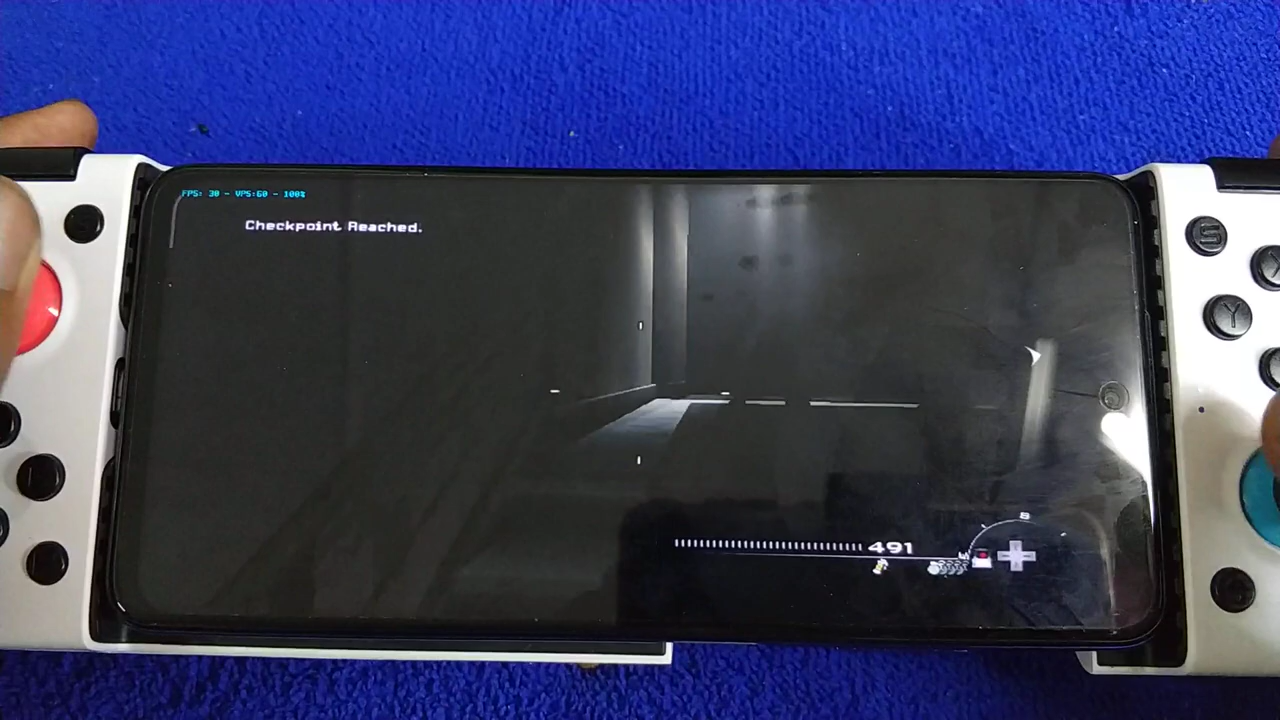 FPS: 30 - VPS:60 - 100%
Checkpoint Reached.
S
X
Y
S
491